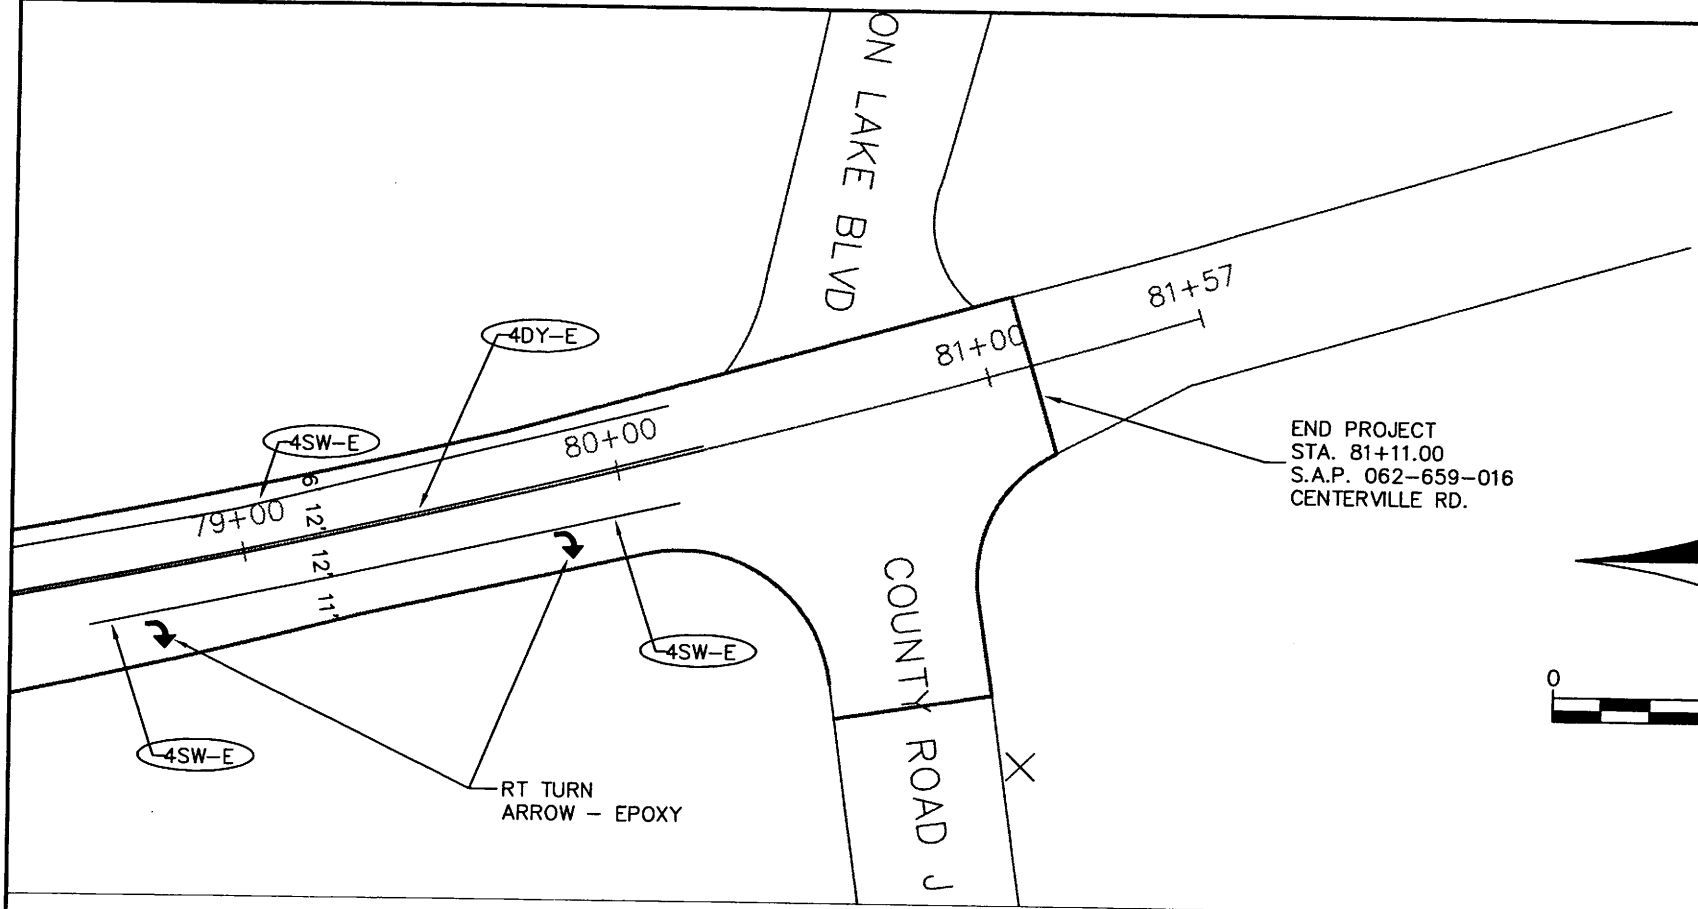 ON LAKE BLVD
81+57
81+00
4DY-E
80+00
4SW-E
79+00
6
12'
12'
11'
END PROJECT
STA. 81+11.00
S.A.P. 062-659-016
CENTERVILLE RD.
COUNTY ROAD J
4SW-E
4SW-E
RT TURN
ARROW - EPOXY
0